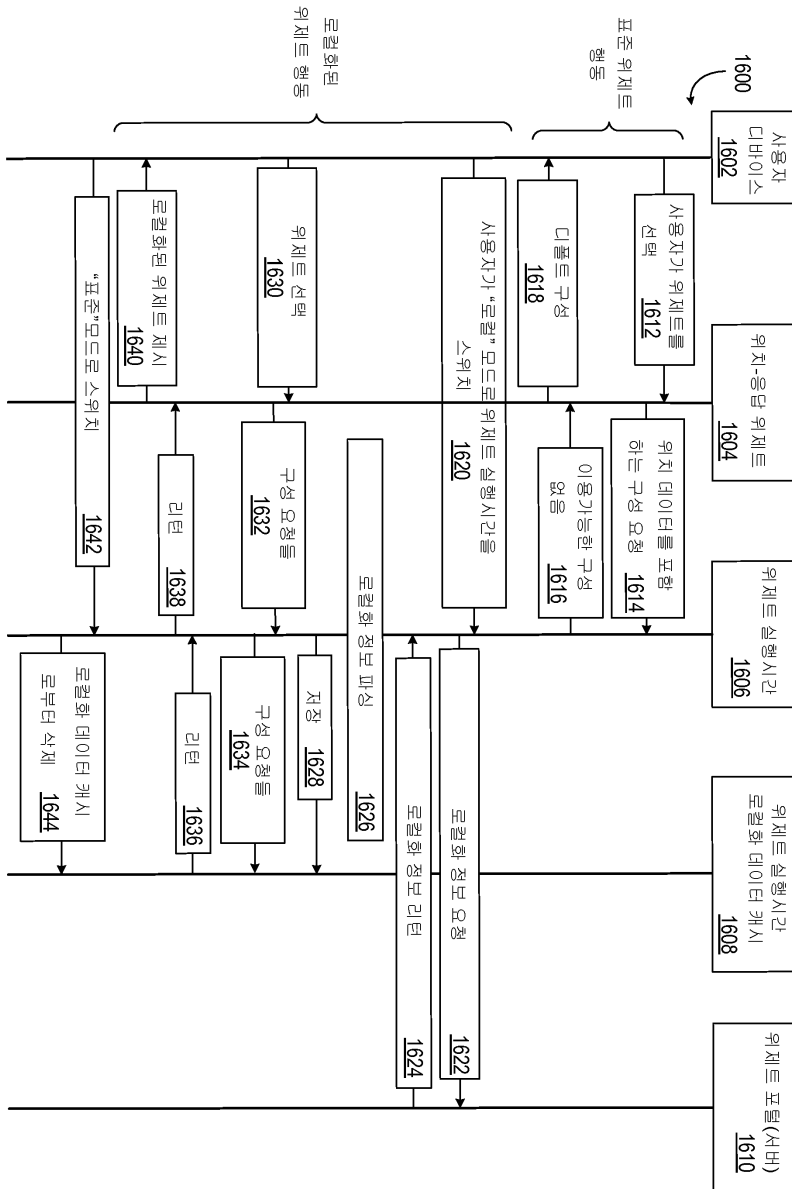 1600
사용자
디바이스
1602
위치-응답 위제트
1604
위제트 실행시간
1606
위제트 실행시간
로컬화 데이터 캐시
1608
위제트 포털(서버)
1610
표준 위제트
행동
사용자가 위제트를
선택
1612
위치 데이터를 포함
하는 구성 요청
1614
이용가능한 구성
없음
1616
디폴트 구성
1618
로컬화된
위제트 행동
사용자가 "로컬" 모드로 위제트 실행시간을
스위치
1620
로컬화 정보 요청
1622
로컬화 정보 리턴
1624
로컬화 정보 파싱
1626
저장
1628
위제트 선택
1630
구성 요청들
1632
구성 요청들
1634
리턴
1636
리턴
1638
로컬화된 위제트 제시
1640
"표준"모드로 스위치
1642
로컬화 데이터 캐시
로부터 삭제
1644